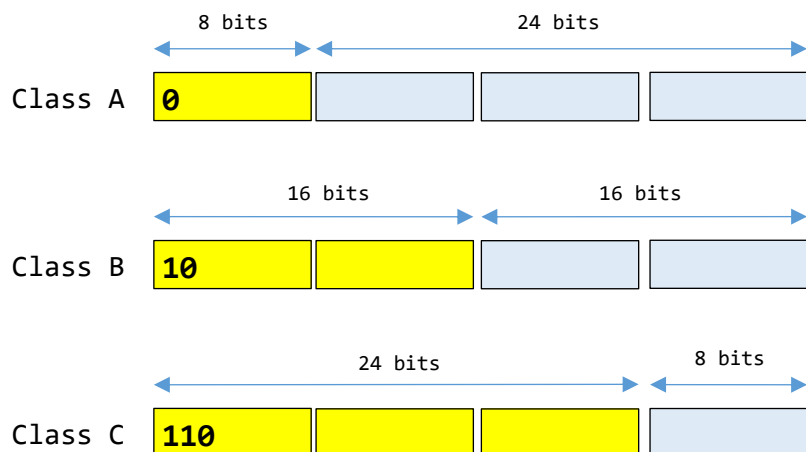 8 bits 24 bits
Class A 0
16 bits 16 bits
Class B 10
24 bits 8 bits
Class C 110